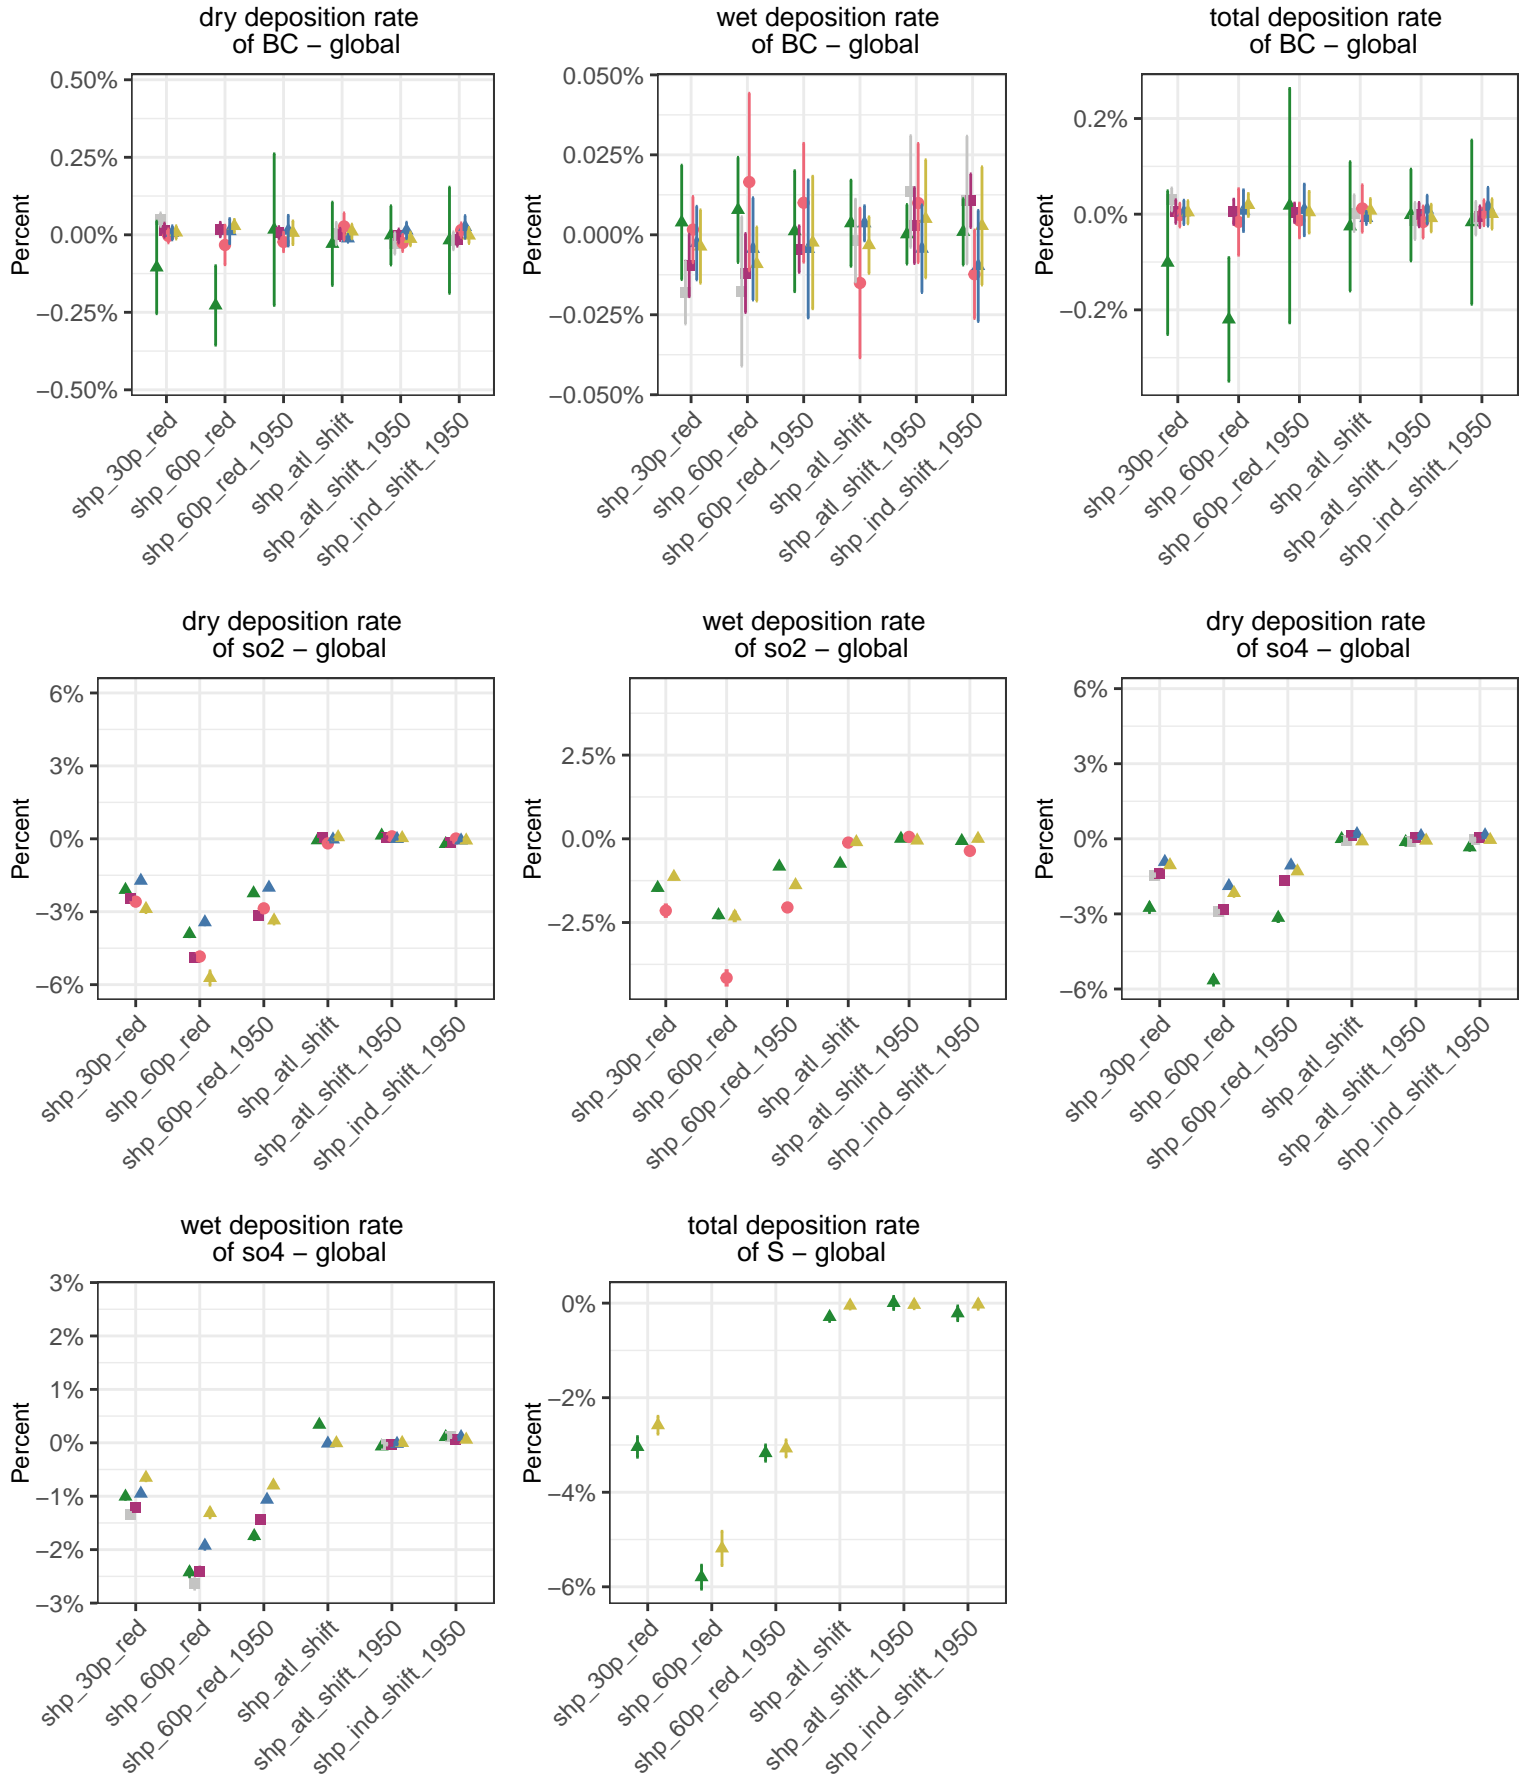 dry deposition rate
of BC − global
0.50%
0.25%
0.00%
−0.25%
−0.50%
Percent
shp_30p_red
shp_60p_red
shp_60p_red_1950
shp_atl_shift
shp_atl_shift_1950
shp_ind_shift_1950
wet deposition rate
of BC − global
0.050%
0.025%
0.000%
−0.025%
−0.050%
Percent
shp_30p_red
shp_60p_red
shp_60p_red_1950
shp_atl_shift
shp_atl_shift_1950
shp_ind_shift_1950
total deposition rate
of BC − global
0.2%
0.0%
−0.2%
Percent
shp_30p_red
shp_60p_red
shp_60p_red_1950
shp_atl_shift
shp_atl_shift_1950
shp_ind_shift_1950
dry deposition rate
of so2 − global
6%
3%
0%
−3%
−6%
Percent
shp_30p_red
shp_60p_red
shp_60p_red_1950
shp_atl_shift
shp_atl_shift_1950
shp_ind_shift_1950
wet deposition rate
of so2 − global
2.5%
0.0%
−2.5%
Percent
shp_30p_red
shp_60p_red
shp_60p_red_1950
shp_atl_shift
shp_atl_shift_1950
shp_ind_shift_1950
dry deposition rate
of so4 − global
6%
3%
0%
−3%
−6%
Percent
shp_30p_red
shp_60p_red
shp_60p_red_1950
shp_atl_shift
shp_atl_shift_1950
shp_ind_shift_1950
wet deposition rate
of so4 − global
3%
2%
1%
0%
−1%
−2%
−3%
Percent
shp_30p_red
shp_60p_red
shp_60p_red_1950
shp_atl_shift
shp_atl_shift_1950
shp_ind_shift_1950
total deposition rate
of S − global
0%
−2%
−4%
−6%
Percent
shp_30p_red
shp_60p_red
shp_60p_red_1950
shp_atl_shift
shp_atl_shift_1950
shp_ind_shift_1950